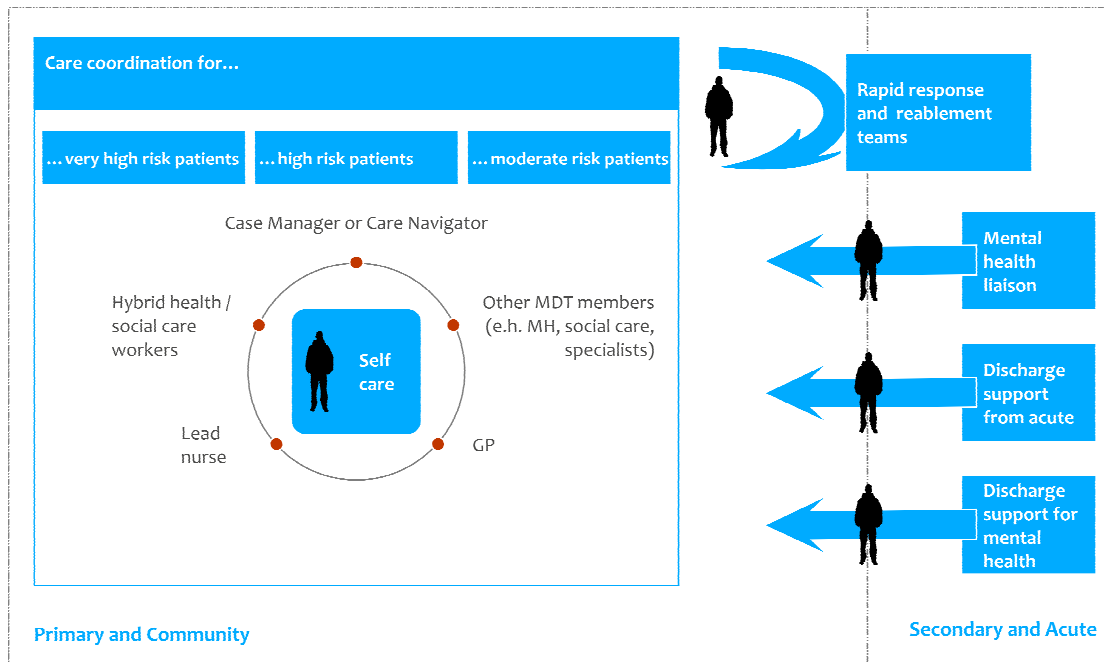 Care coordination for…
…very high risk patients
…high risk patients
…moderate risk patients
Case Manager or Care Navigator
Hybrid health /
social care
workers
Other MDT members
(e.h. MH, social care,
specialists)
Self
care
Lead
nurse
GP
Primary and Community
Rapid response
and reablement
teams
Mental
health
liaison
Discharge
support
from acute
Discharge
support for
mental
health
Secondary and Acute